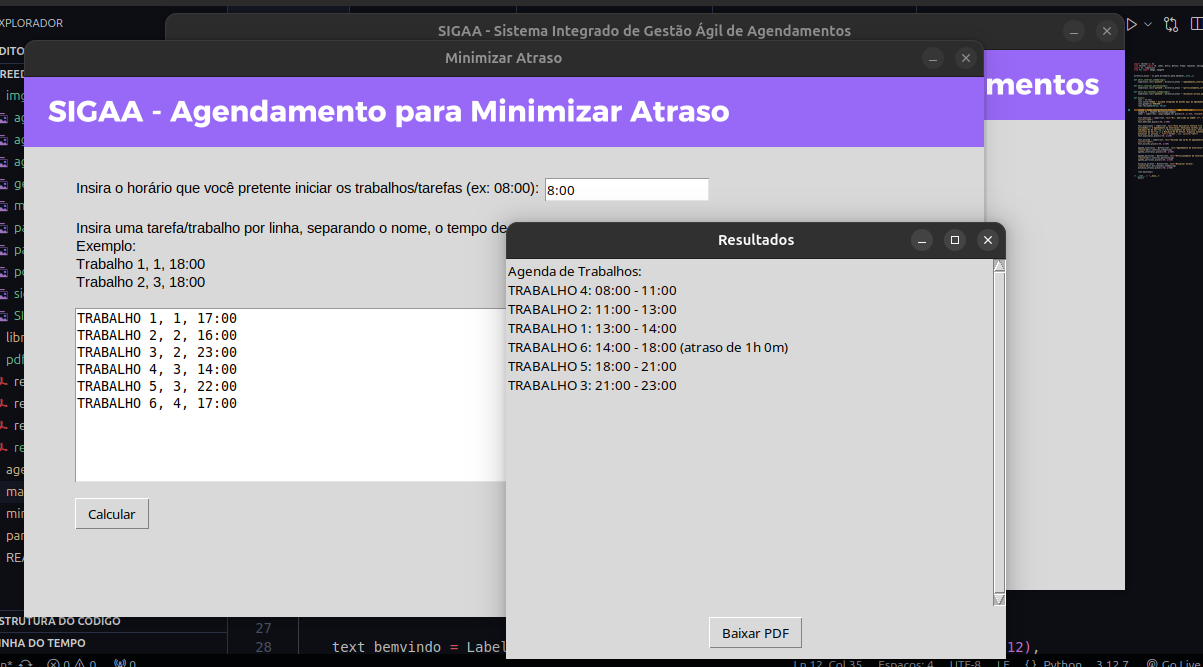 XPLORADOR
SIGAA - Sistema Integrado de Gestão Ágil de Agendamentos
Minimizar Atraso
SIGAA - Agendamento para Minimizar Atraso
mentos
Insira o horário que você pretente iniciar os trabalhos/tarefas (ex: 08:00): 8:00
Insira uma tarefa/trabalho por linha, separando o nome, o tempo de
Exemplo:
Trabalho 1, 1, 18:00
Trabalho 2, 3, 18:00
TRABALHO 1, 1, 17:00
TRABALHO 2, 2, 16:00
TRABALHO 3, 2, 23:00
TRABALHO 4, 3, 14:00
TRABALHO 5, 3, 22:00
TRABALHO 6, 4, 17:00
Calcular
Resultados
Agenda de Trabalhos:
TRABALHO 4: 08:00 - 11:00
TRABALHO 2: 11:00 - 13:00
TRABALHO 1: 13:00 - 14:00
TRABALHO 6: 14:00 - 18:00 (atraso de 1h 0m)
TRABALHO 5: 18:00 - 21:00
TRABALHO 3: 21:00 - 23:00
Baixar PDF
DITO
REED
img
ag
ag
ag
ge
m
pa
pa
po
si
SI
libr
pdf
re
re
re
re
age
ma
min
par
REA
STRUTURA DO CÓDIGO
INHA DO TEMPO
27
28 text bemvindo = Label 12),
0 0 0 Ln 12, Col 35 Espaços: 4 UTF-8 LF {} Python 3.12.7 Go Live